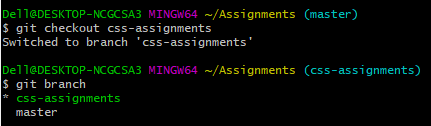 Dell@DESKTOP-NCGCSA3 MINGW64 ~/Assignments (master)
$ git checkout css-assignments
Switched to branch 'css-assignments'
Dell@DESKTOP-NCGCSA3 MINGW64 ~/Assignments (css-assignments)
$ git branch
* css-assignments
  master